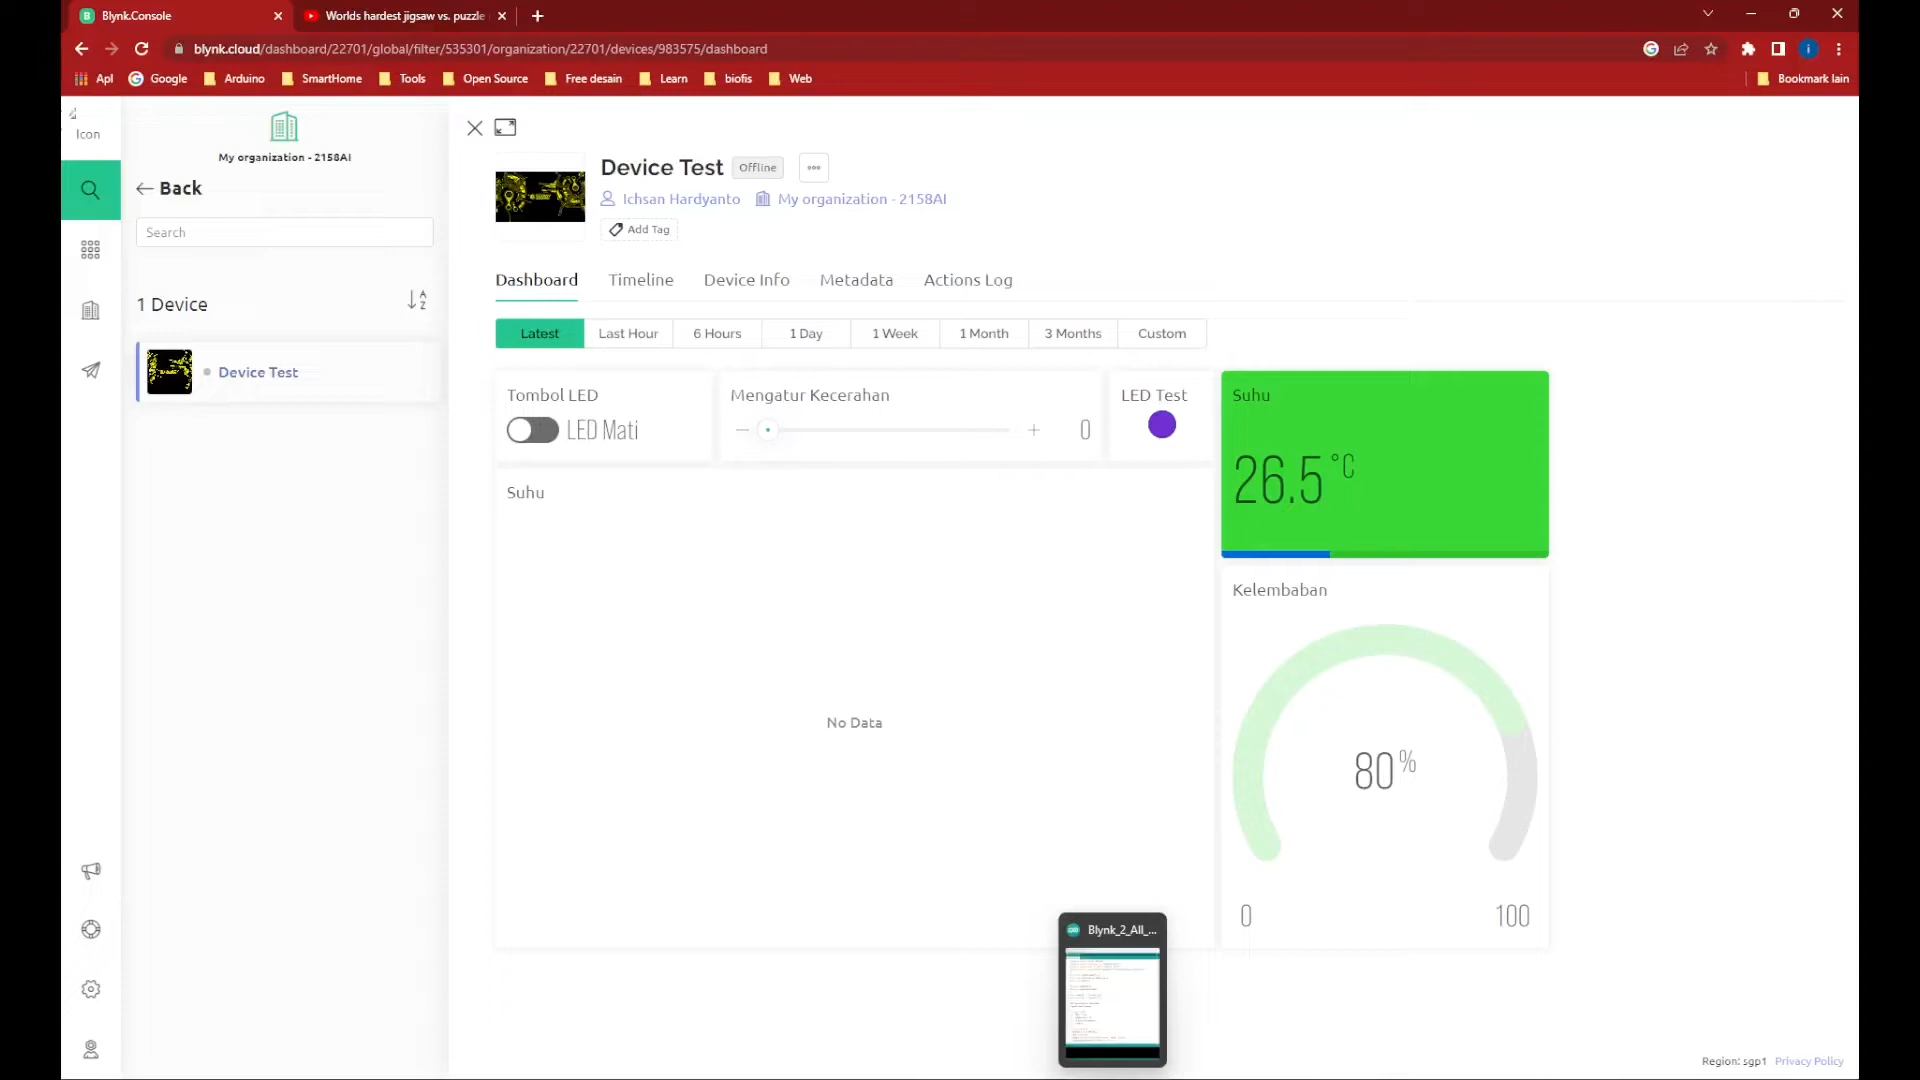 Blynk.Console
Worlds hardest jigsaw vs. puzzle
blynk.cloud/dashboard/22701/global/filter/535301/organization/22701/devices/983575/dashboard
Apl
Google
Arduino
SmartHome
Tools
Open Source
Free desain
Learn
biofis
Web
Bookmark lain
Icon
My organization - 2158AI
Back
Search
1 Device
Device Test
Device Test
Offline
Ichsan Hardyanto
My organization - 2158AI
Add Tag
Dashboard
Timeline
Device Info
Metadata
Actions Log
Latest
Last Hour
6 Hours
1 Day
1 Week
1 Month
3 Months
Custom
Tombol LED
LED Mati
Mengatur Kecerahan
0
LED Test
Suhu
26.5 °C
Suhu
No Data
Kelembaban
80 %
0
100
Blynk_2_All_...
Region: sgp1
Privacy Policy